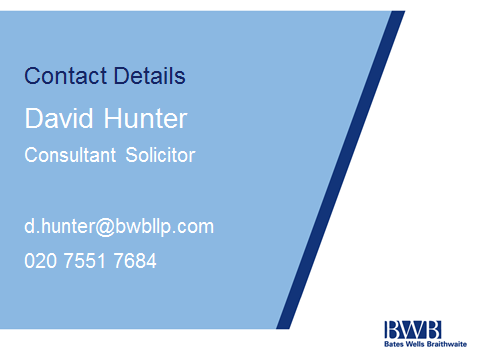 Contact Details
David Hunter
Consultant Solicitor
d.hunter@bwbllp.com
020 7551 7684
BWB
Bates Wells Braithwaite